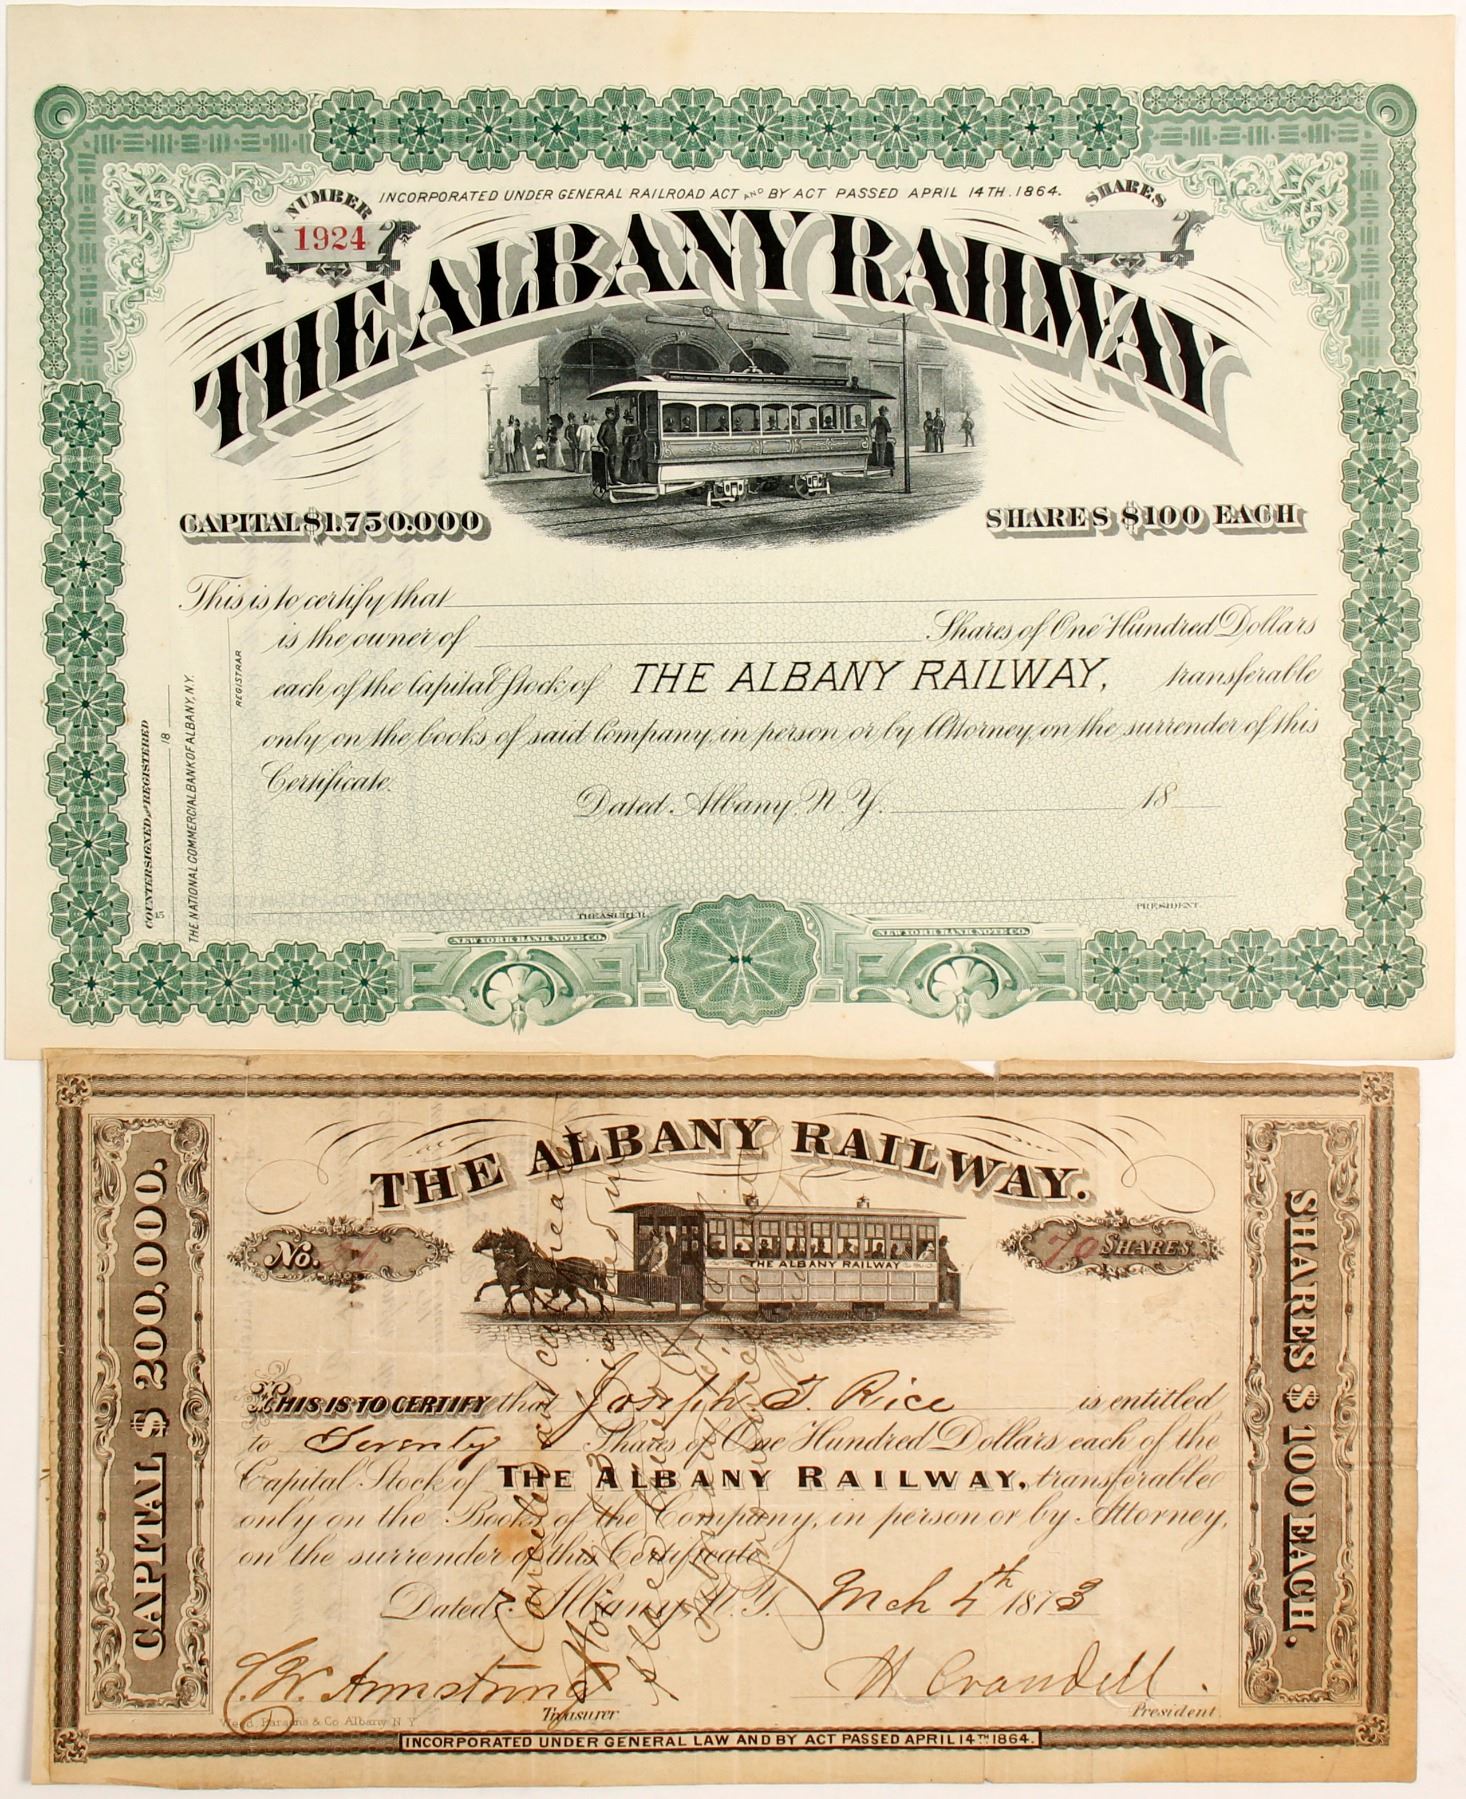 INCORPORATED UNDER GENERAL RAILROAD ACT AND BY ACT PASSED APRIL 14TH. 1864.
NUMBER
1924
SHARES
THE ALBANY RAILWAY
CAPITAL $1.750.000
SHARES $100 EACH
This is to certify that
is the owner of Shares of One Hundred Dollars
each of the Capital Stock of THE ALBANY RAILWAY, transferable
only on the books of said Company, in person or by Attorney, on the surrender of this
Certificate.
Dated. Albany, N. Y. 18
COUNTERSIGNED AND REGISTERED
18
THE NATIONAL COMMERCIAL BANK OF ALBANY, N.Y.
REGISTRAR
15
TREASURER.
PRESIDENT.
NEW YORK BANK NOTE CO.
NEW YORK BANK NOTE CO.
THE ALBANY RAILWAY.
CAPITAL $ 200,000.
SHARES $ 100 EACH.
No.
70 SHARES
THE ALBANY RAILWAY
THIS IS TO CERTIFY that Joseph. T. Rice is entitled
to Seventy Shares of One Hundred Dollars each of the
Capital Stock of THE ALBANY RAILWAY, transferable
only on the Books of the Company, in person or by Attorney,
on the surrender of this Certificate
Dated. Albany N. Y. Mch 4th 1873
C. W. Armstrong
Treasurer
H Crandell.
President
Weed, Parsons & Co Albany N Y
INCORPORATED UNDER GENERAL LAW AND BY ACT PASSED APRIL 14TH 1864.